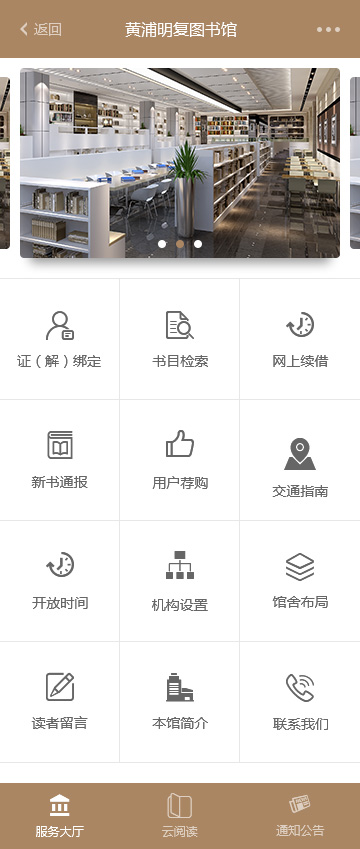 返回 黄浦明复图书馆
证（解）绑定 书目检索 网上续借
新书通报 用户荐购 交通指南
开放时间 机构设置 馆舍布局
读者留言 本馆简介 联系我们
服务大厅 云阅读 通知公告